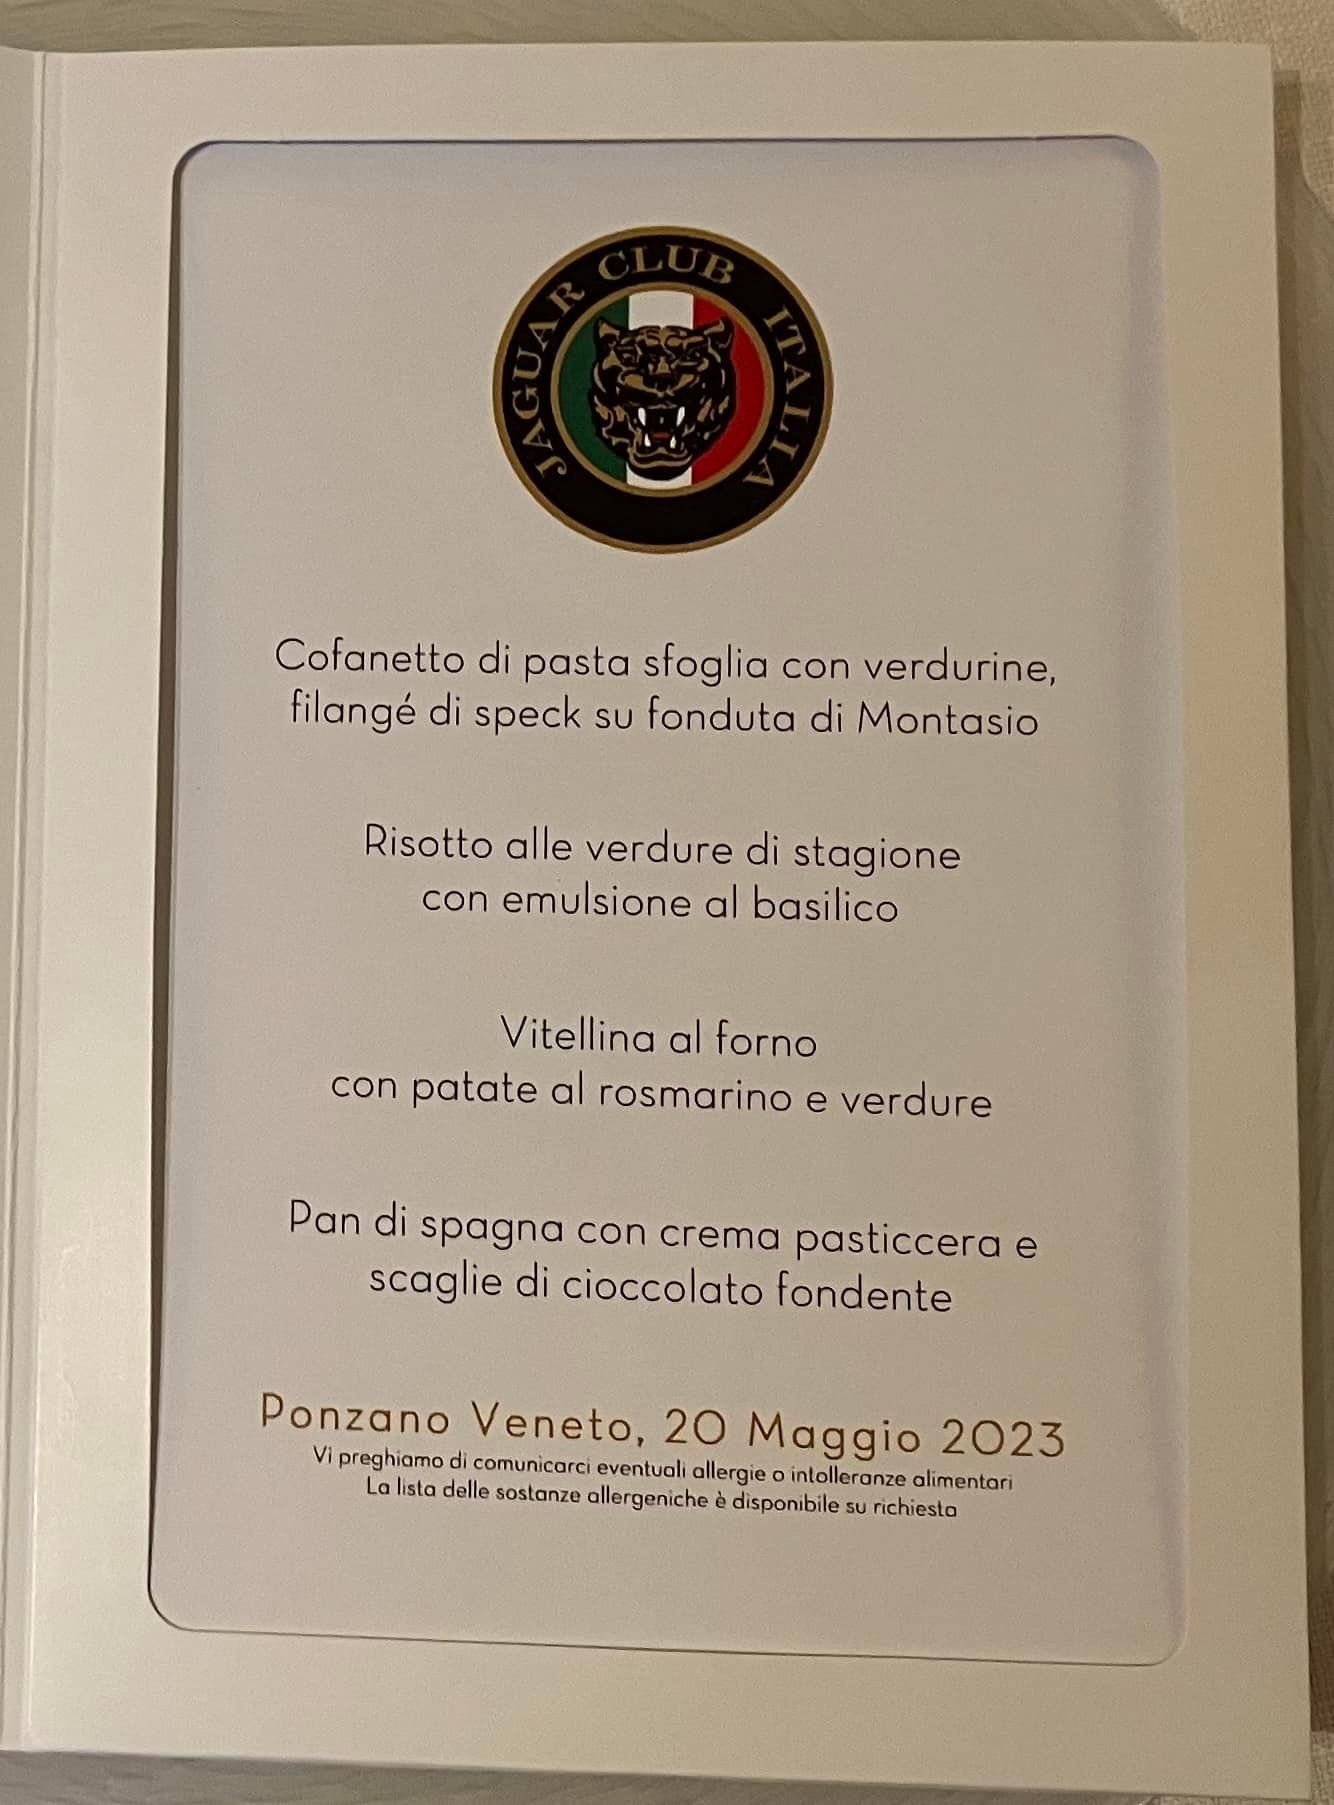 JAGUAR CLUB ITALIA
Cofanetto di pasta sfoglia con verdurine,
filangé di speck su fonduta di Montasio
Risotto alle verdure di stagione
con emulsione al basilico
Vitellina al forno
con patate al rosmarino e verdure
Pan di spagna con crema pasticcera e
scaglie di cioccolato fondente
Ponzano Veneto, 20 Maggio 2023
Vi preghiamo di comunicarci eventuali allergie o intolleranze alimentari
La lista delle sostanze allergeniche è disponibile su richiesta